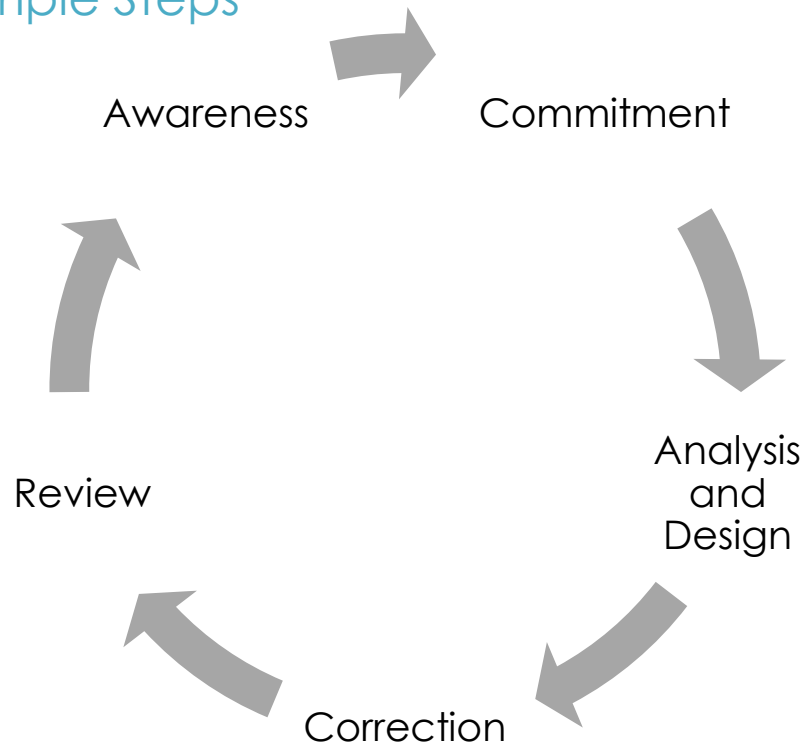 Steps
Awareness
Commitment
Analysis
and
Design
Correction
Review